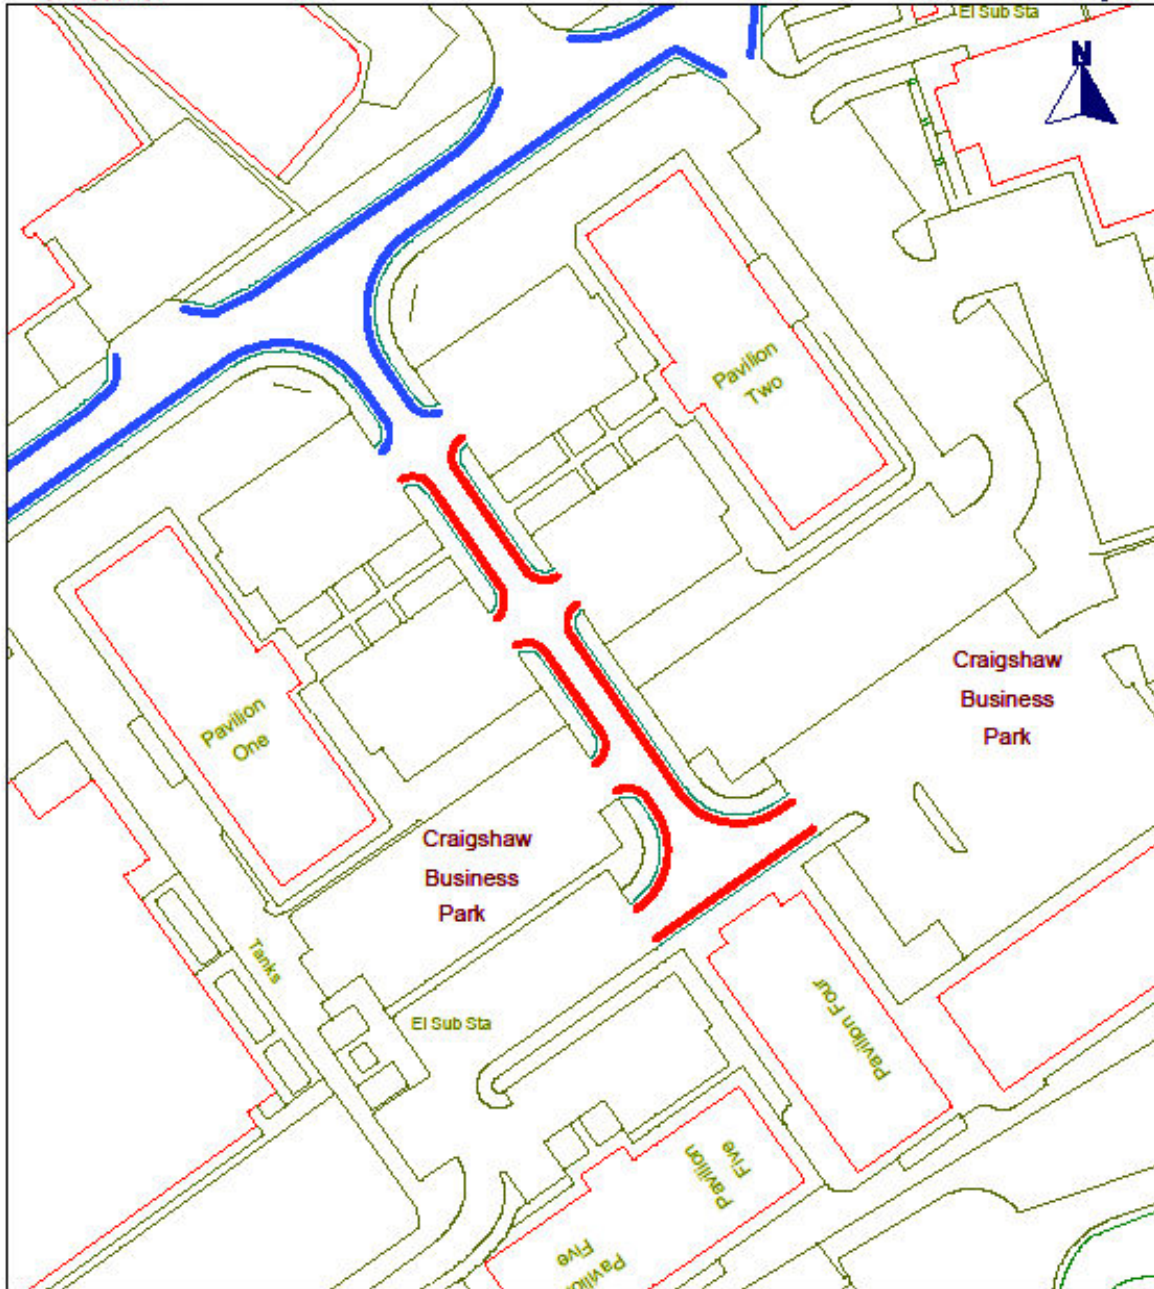 El Sub Sta
N
Pavilion
Two
Craigshaw
Business
Park
Pavilion
One
Craigshaw
Business
Park
Tanks
El Sub Sta
Pavilion Four
Pavilion
Five
Pavilion
Five